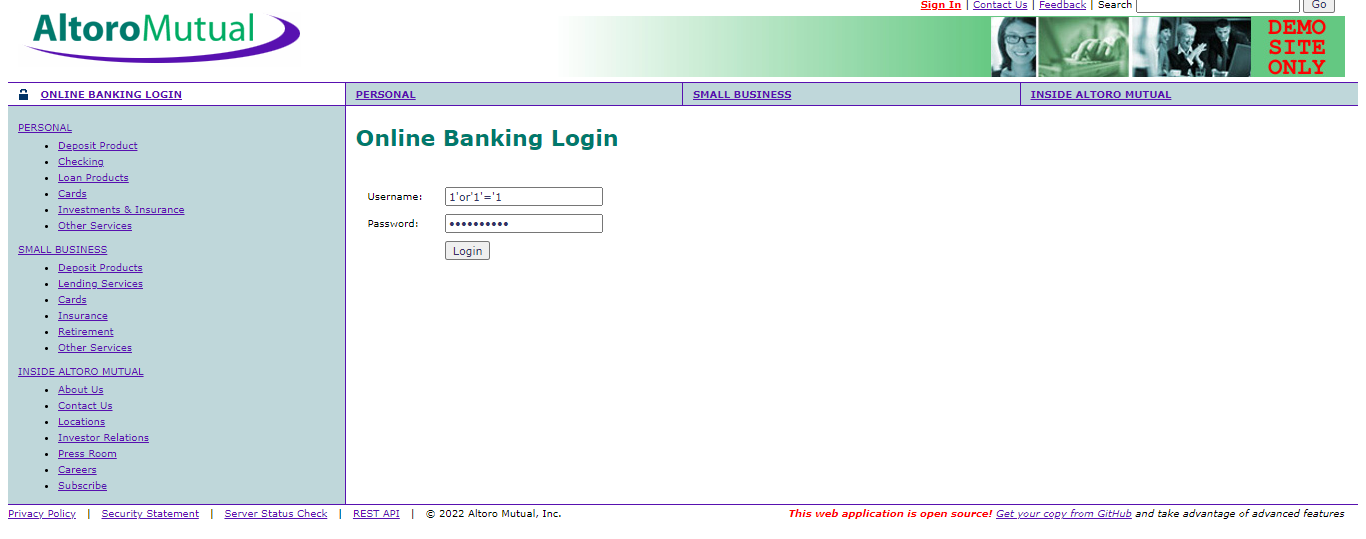 Sign In | Contact Us | Feedback | Search Go
AltoroMutual
DEMO
SITE
ONLY
ONLINE BANKING LOGIN
PERSONAL
SMALL BUSINESS
INSIDE ALTORO MUTUAL
PERSONAL
Deposit Product
Checking
Loan Products
Cards
Investments & Insurance
Other Services
SMALL BUSINESS
Deposit Products
Lending Services
Cards
Insurance
Retirement
Other Services
INSIDE ALTORO MUTUAL
About Us
Contact Us
Locations
Investor Relations
Press Room
Careers
Subscribe
Online Banking Login
Username: 1'or'1'='1
Password: ••••••••••
Login
Privacy Policy | Security Statement | Server Status Check | REST API | © 2022 Altoro Mutual, Inc.
This web application is open source! Get your copy from GitHub and take advantage of advanced features